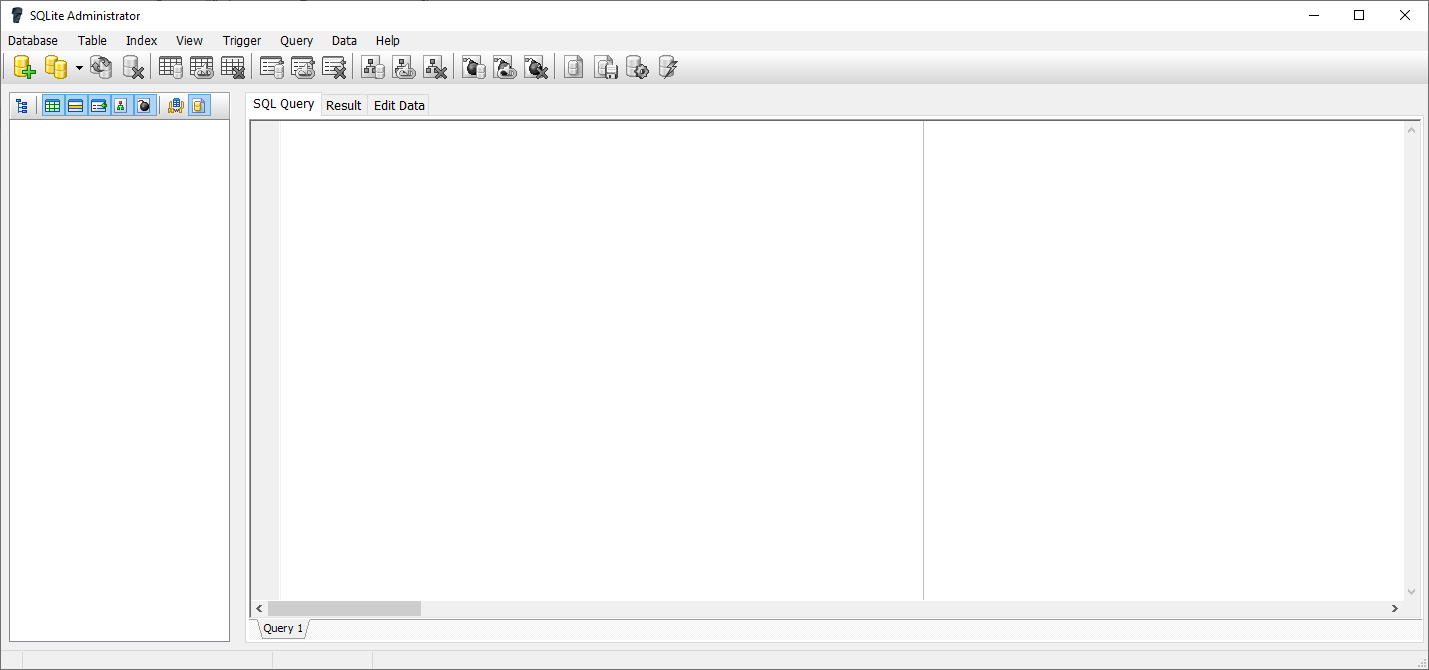 SQLite Administrator
Database Table Index View Trigger Query Data Help
SQL Query Result Edit Data
Query 1